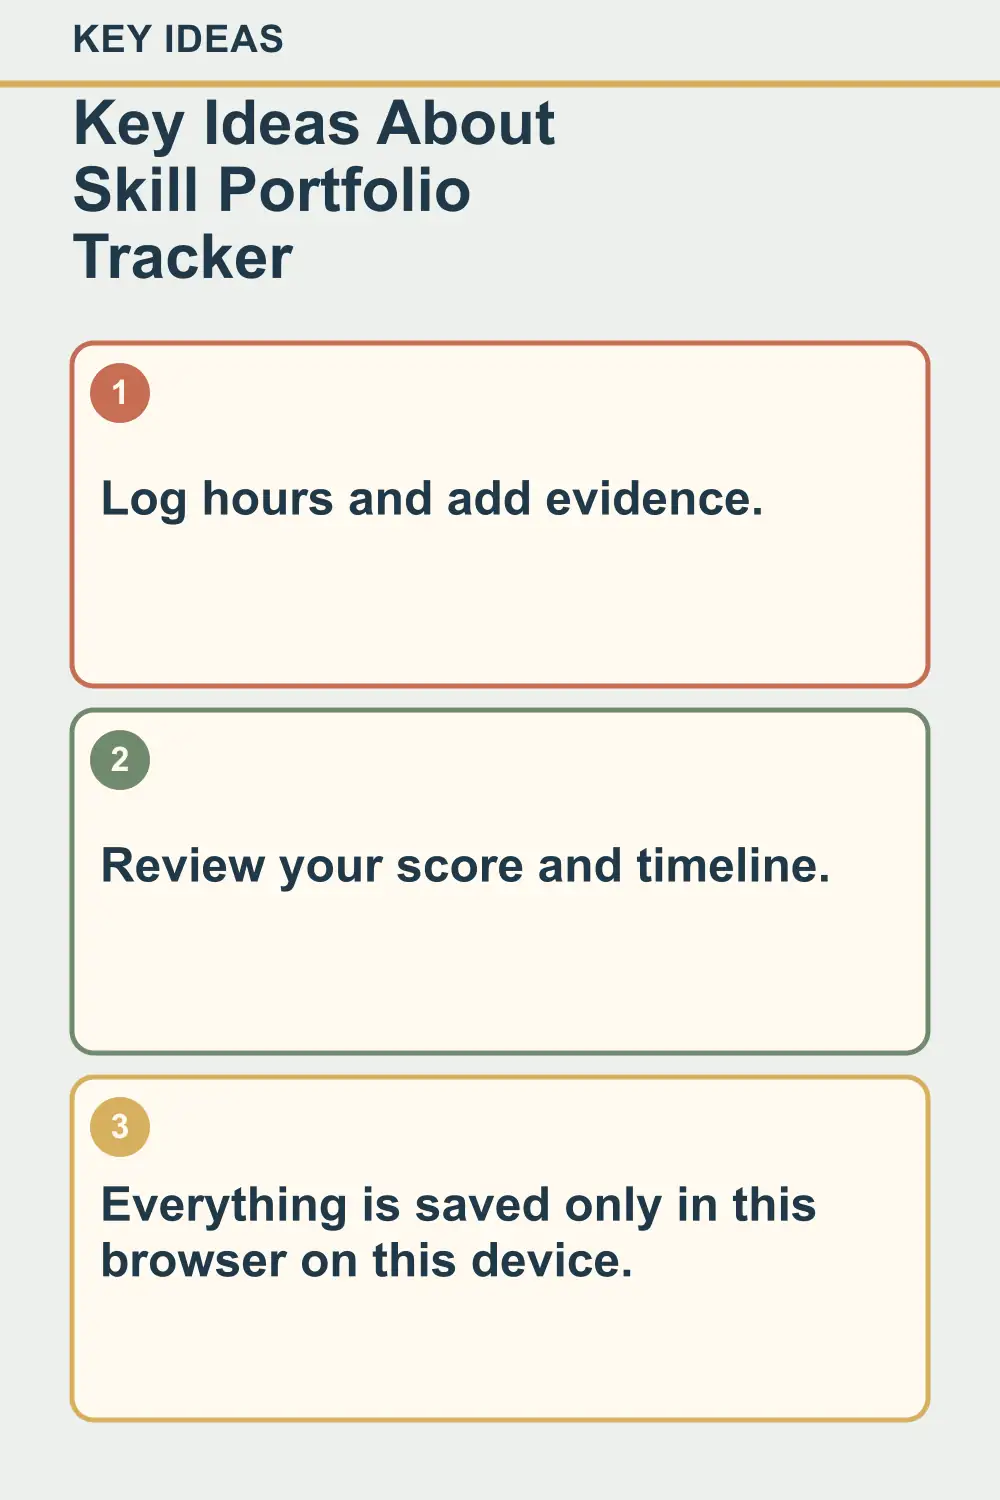 KEY IDEAS
Key Ideas About
Skill Portfolio
Tracker
1
Log hours and add evidence.
2
Review your score and timeline.
3
Everything is saved only in this
browser on this device.